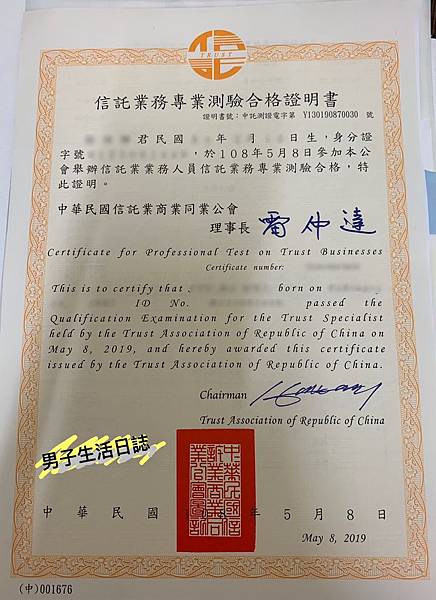 TRUST
信託業務專業測驗合格證明書
證明書號：中託測證電字第 Y130190870030 號
君民國 年 月 日生，身分證
字號 ，於108年5月8日參加本公
會舉辦信託業業務人員信託業務專業測驗合格，特
此證明。
中華民國信託業商業同業公會
理事長 雷仲達
Certificate for Professional Test on Trust Businesses
Certificate number:
This is to certify that born on
ID No. passed the
Qualification Examination for the Trust Specialist
held by the Trust Association of Republic of China on
May 8, 2019, and hereby awarded this certificate
issued by the Trust Association of Republic of China.
Chairman
Trust Association of Republic of China
男子生活日誌
中華民國 年5月8日
May 8, 2019
(中)001676